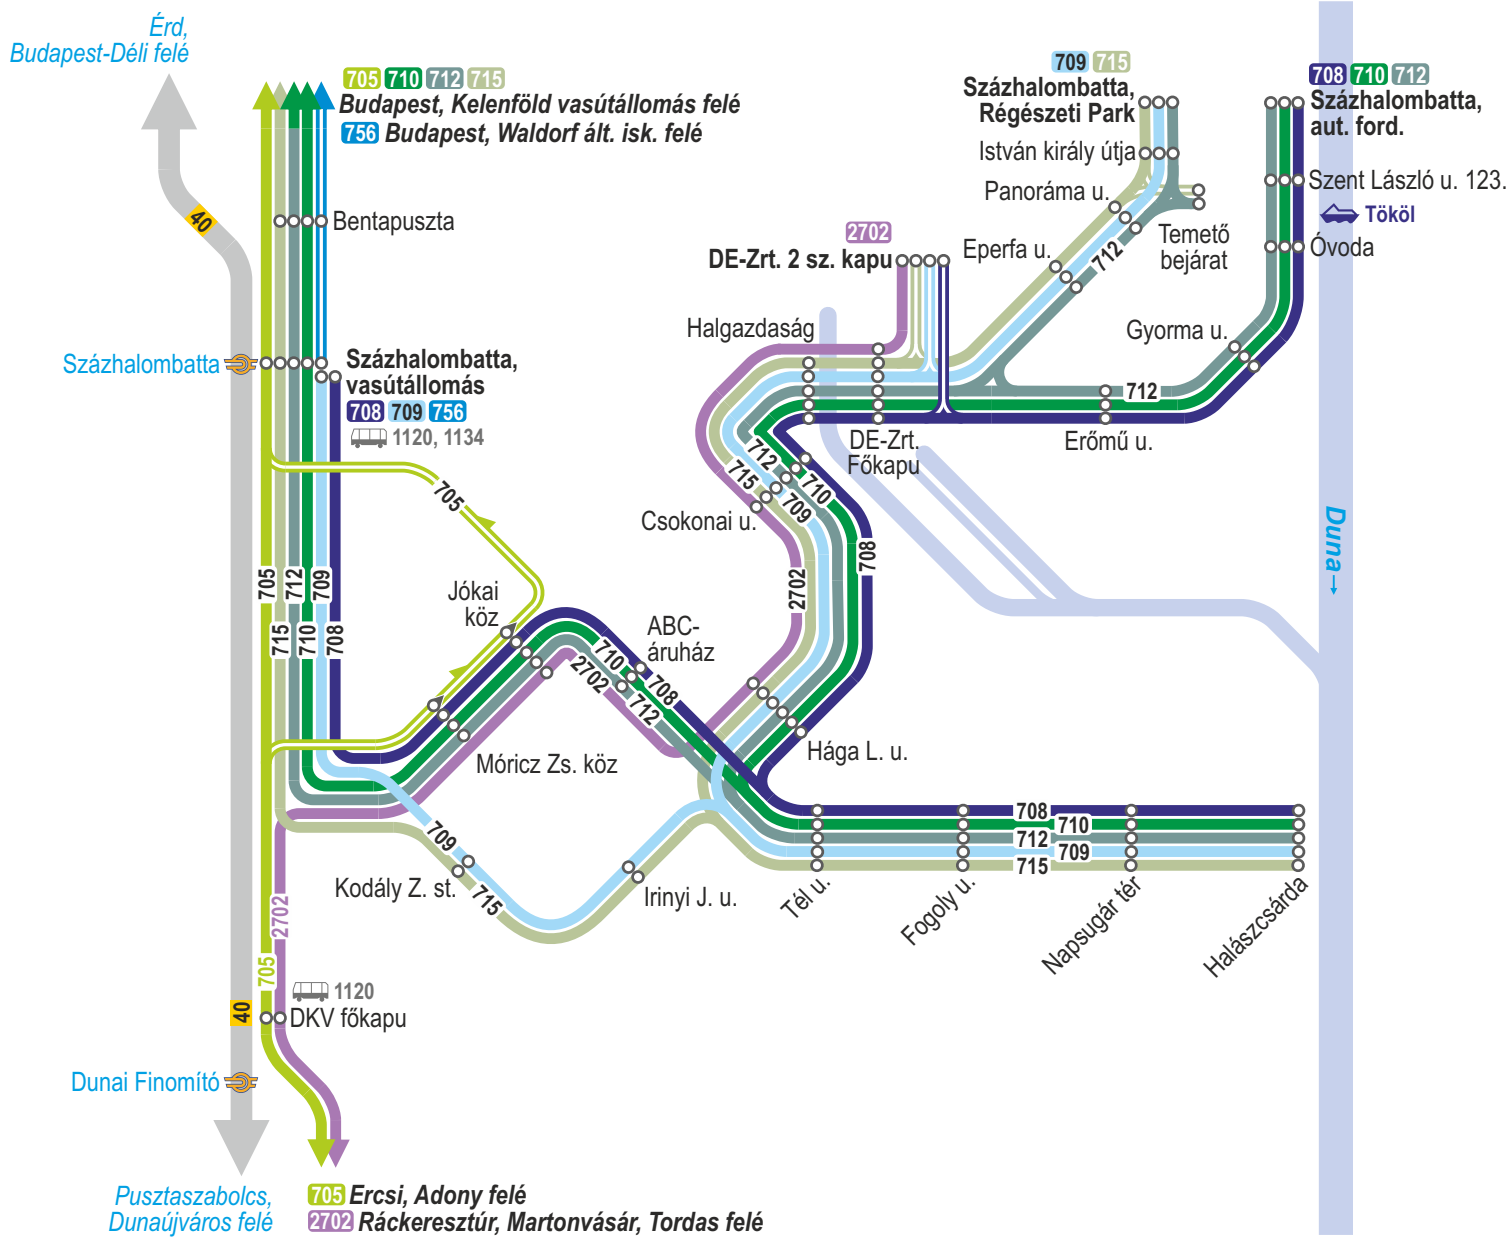 Érd,
Budapest-Déli felé
705 710 712 715
Budapest, Kelenföld vasútállomás felé
756 Budapest, Waldorf ált. isk. felé
709 715
Százhalombatta,
Régészeti Park
708 710 712
Százhalombatta,
aut. ford.
István király útja
Szent László u. 123.
Panoráma u.
Tököl
40
Bentapuszta
2702
DE-Zrt. 2 sz. kapu
Eperfa u.
712
Temető
bejárat
Óvoda
Halgazdaság
Gyorma u.
Százhalombatta
Százhalombatta,
vasútállomás
708 709 756
1120, 1134
712
DE-Zrt.
Főkapu
Erőmű u.
712
715
710
709
705
Csokonai u.
708
Duna→
705
712
709
2702
Jókai
köz
715
710
708
ABC-
áruház
710
2702
708
712
Móricz Zs. köz
Hága L. u.
708
710
712
709
715
709
Kodály Z. st.
715
Irinyi J. u.
Tél u.
Fogoly u.
Napsugár tér
Halászcsárda
2702
705
40
1120
DKV főkapu
Dunai Finomító
Pusztaszabolcs,
Dunaújváros felé
705 Ercsi, Adony felé
2702 Ráckeresztúr, Martonvásár, Tordas felé